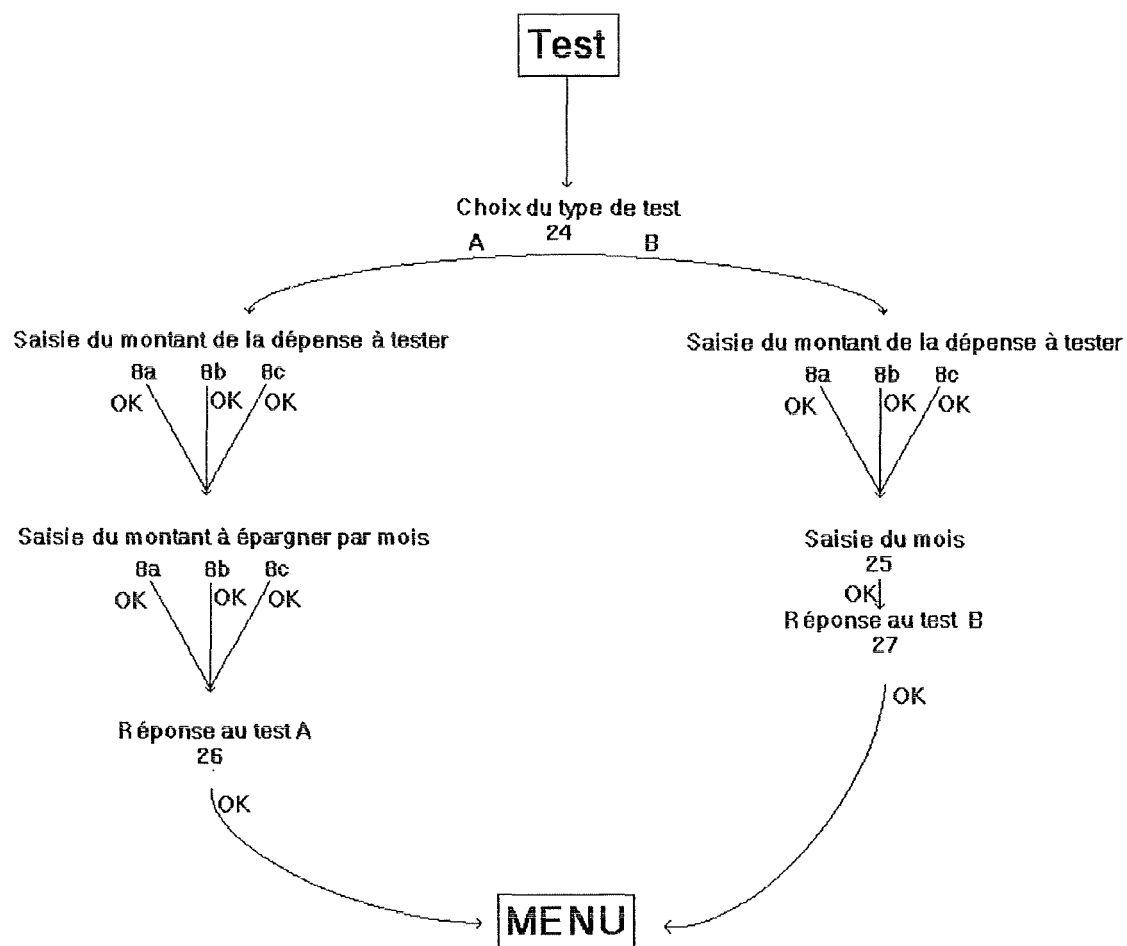 Test
Choix du type de test
24
A B
Saisie du montant de la dépense à tester
8a 8b 8c
OK OK OK
Saisie du montant à épargner par mois
8a 8b 8c
OK OK OK
Réponse au test A
26
OK
Saisie du montant de la dépense à tester
8a 8b 8c
OK OK OK
Saisie du mois
25
OK
Réponse au test B
27
OK
MENU